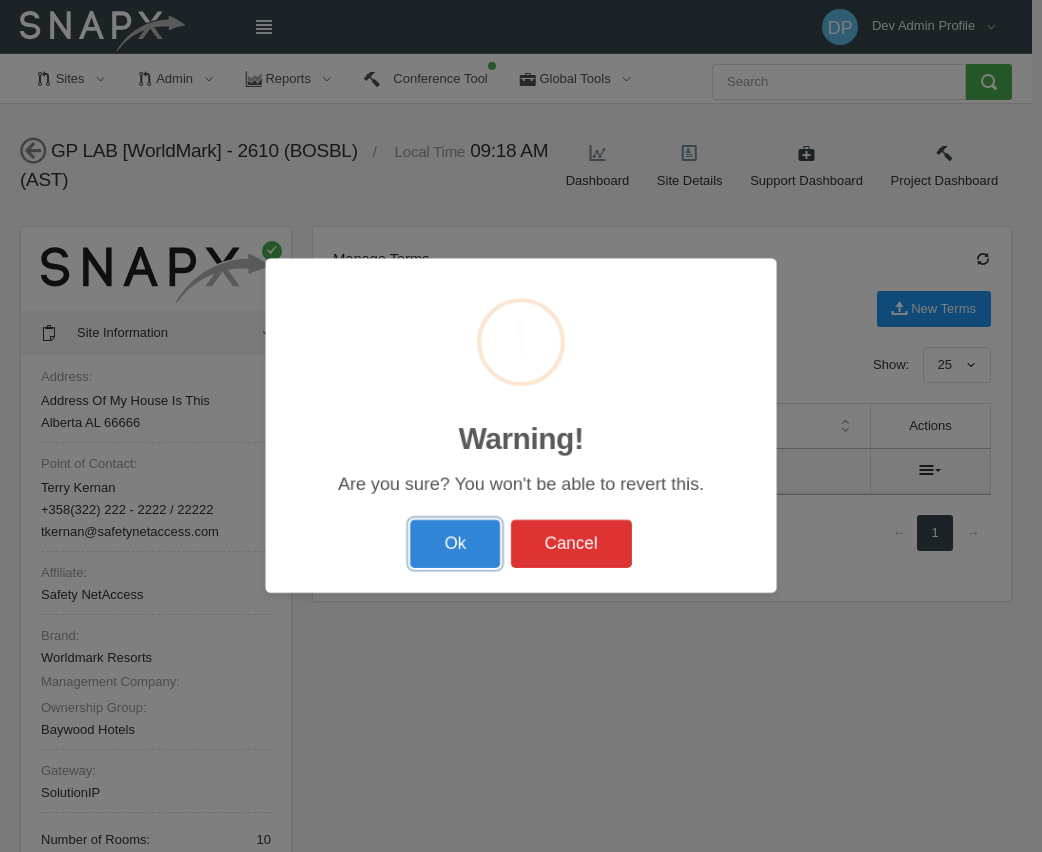 SNAPX
DP
Dev Admin Profile
Sites
Admin
Reports
Conference Tool
Global Tools
Search
GP LAB [WorldMark] - 2610 (BOSBL) / Local Time 09:18 AM
(AST)
Dashboard
Site Details
Support Dashboard
Project Dashboard
SNAPX
Site Information
Address:
Address Of My House Is This
Alberta AL 66666
Point of Contact:
Terry Kernan
+358(322) 222 - 2222 / 22222
tkernan@safetynetaccess.com
Affiliate:
Safety NetAccess
Brand:
Worldmark Resorts
Management Company:
Ownership Group:
Baywood Hotels
Gateway:
SolutionIP
Number of Rooms: 10
Manage Terms
New Terms
Show: 25
Actions
← 1 →
!
Warning!
Are you sure? You won't be able to revert this.
Ok
Cancel